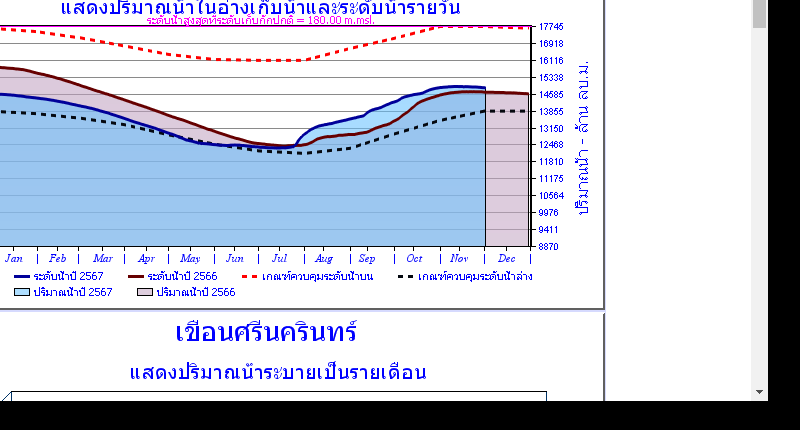 แสดงปริมาณน้ำในอ่างเก็บน้ำและระดับน้ำรายวัน
ระดับน้ำสูงสุดที่ระดับเก็บกักปกติ = 180.00 m.msl.
17745
16918
16116
15338
14585
13855
13150
12468
11810
11175
10564
9976
9411
8870
ปริมาณน้ำ - ล้าน ลบ.ม.
Jan | Feb | Mar | Apr | May | Jun | Jul | Aug | Sep | Oct | Nov | Dec |
ระดับน้ำปี 2567 ระดับน้ำปี 2566 เกณฑ์ควบคุมระดับน้ำบน เกณฑ์ควบคุมระดับน้ำล่าง
ปริมาณน้ำปี 2567 ปริมาณน้ำปี 2566
เขื่อนศรีนครินทร์
แสดงปริมาณน้ำระบายเป็นรายเดือน